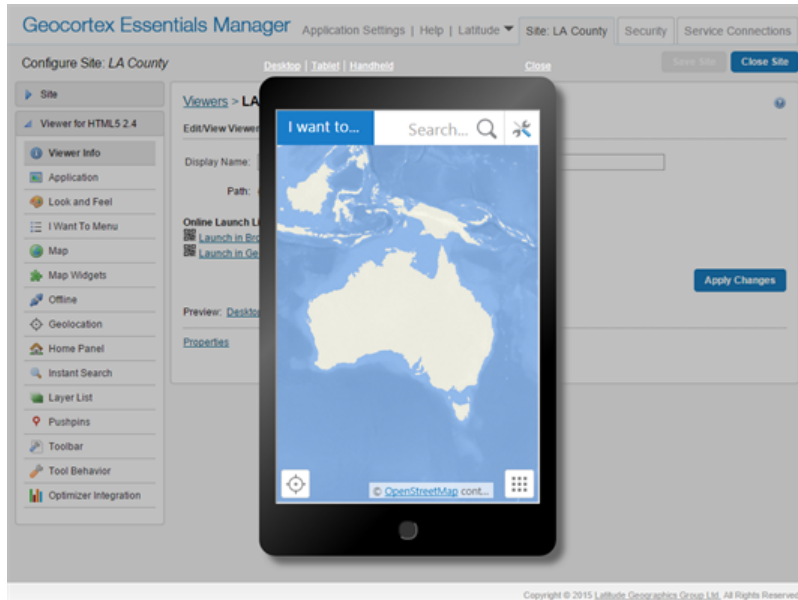 Geocortex Essentials Manager Application Settings | Help | Latitude Site: LA County Security Service Connections
Configure Site: LA County Desktop | Tablet | Handheld Close Save Site Close Site
Site
Viewers > LA
Viewer for HTML5 2.4
Edit/View Viewer
I want to... Search...
Viewer Info
Display Name:
Application
Path:
Look and Feel
Online Launch Li
I Want To Menu
Launch in Bro
Map
Launch in Ge
Map Widgets
Apply Changes
Offline
Preview: Desktop
Geolocation
Home Panel
Properties
Instant Search
Layer List
Pushpins
Toolbar
Tool Behavior
Optimizer Integration
© OpenStreetMap cont...
Copyright © 2015 Latitude Geographics Group Ltd. All Rights Reserved